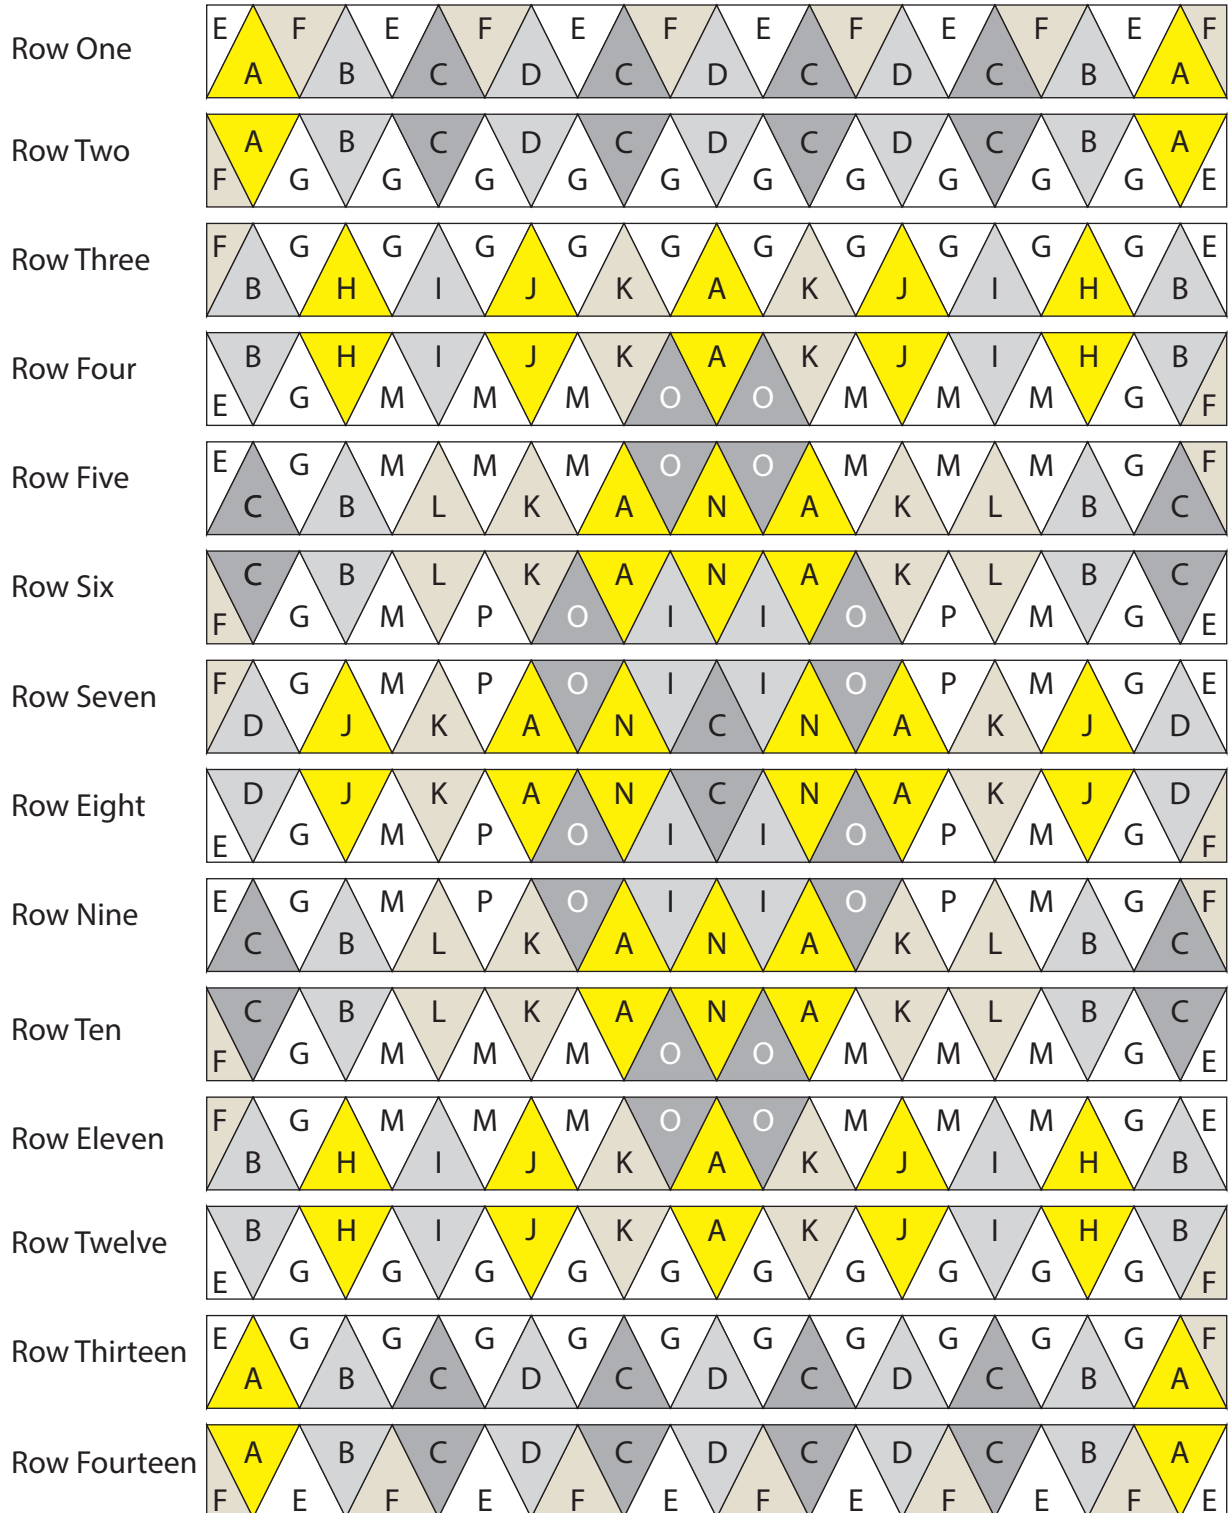 E F E F E F E F E F E F
Row One
A B C D C D C D C B A
Row Two
A B C D C D C D C B A
F G G G G G G G G G G E
Row Three
F G G G G G G G G G G E
B H I J K A K J I H B
Row Four
B H I J K A K J I H B
E G M M M O O M M M G F
Row Five
E G M M M O O M M M G F
C B L K A N A K L B C
Row Six
C B L K A N A K L B C
F G M P O I I O P M G E
Row Seven
F G M P O I I O P M G E
D J K A N C N A K J D
Row Eight
D J K A N C N A K J D
E G M P O I I O P M G F
Row Nine
E G M P O I I O P M G F
C B L K A N A K L B C
Row Ten
C B L K A N A K L B C
F G M M M O O M M M G E
Row Eleven
F G M M M O O M M M G E
B H I J K A K J I H B
Row Twelve
B H I J K A K J I H B
E G G G G G G G G G G F
Row Thirteen
E G G G G G G G G G G F
A B C D C D C D C B A
Row Fourteen
A B C D C D C D C B A
F E F E F E F E F E F E